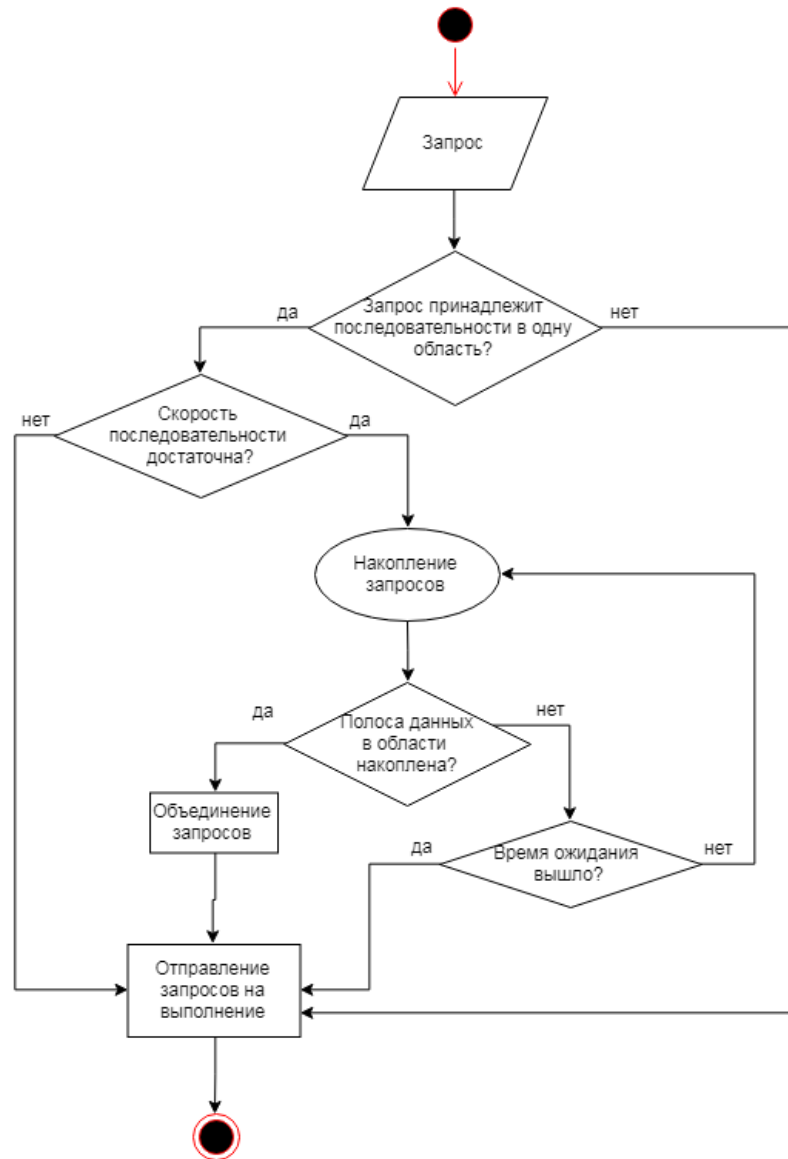 Запрос
Запрос принадлежит
последовательности в одну
область?
да
нет
Скорость
последовательности
достаточна?
нет
да
Накопление
запросов
Полоса данных
в области
накоплена?
да
нет
Объединение
запросов
Время ожидания
вышло?
да
нет
Отправление
запросов на
выполнение